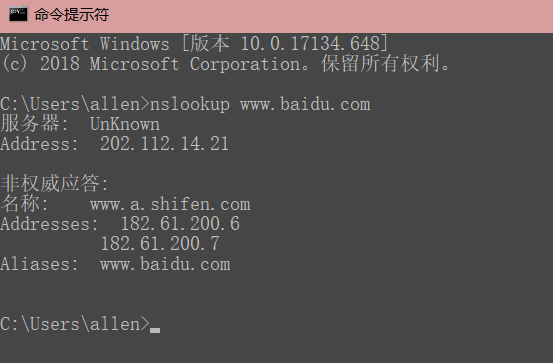 命令提示符
Microsoft Windows [版本 10.0.17134.648]
(c) 2018 Microsoft Corporation。保留所有权利。
C:\Users\allen>nslookup www.baidu.com
服务器:  UnKnown
Address:  202.112.14.21
非权威应答:
名称:    www.a.shifen.com
Addresses:  182.61.200.6
          182.61.200.7
Aliases:  www.baidu.com
C:\Users\allen>